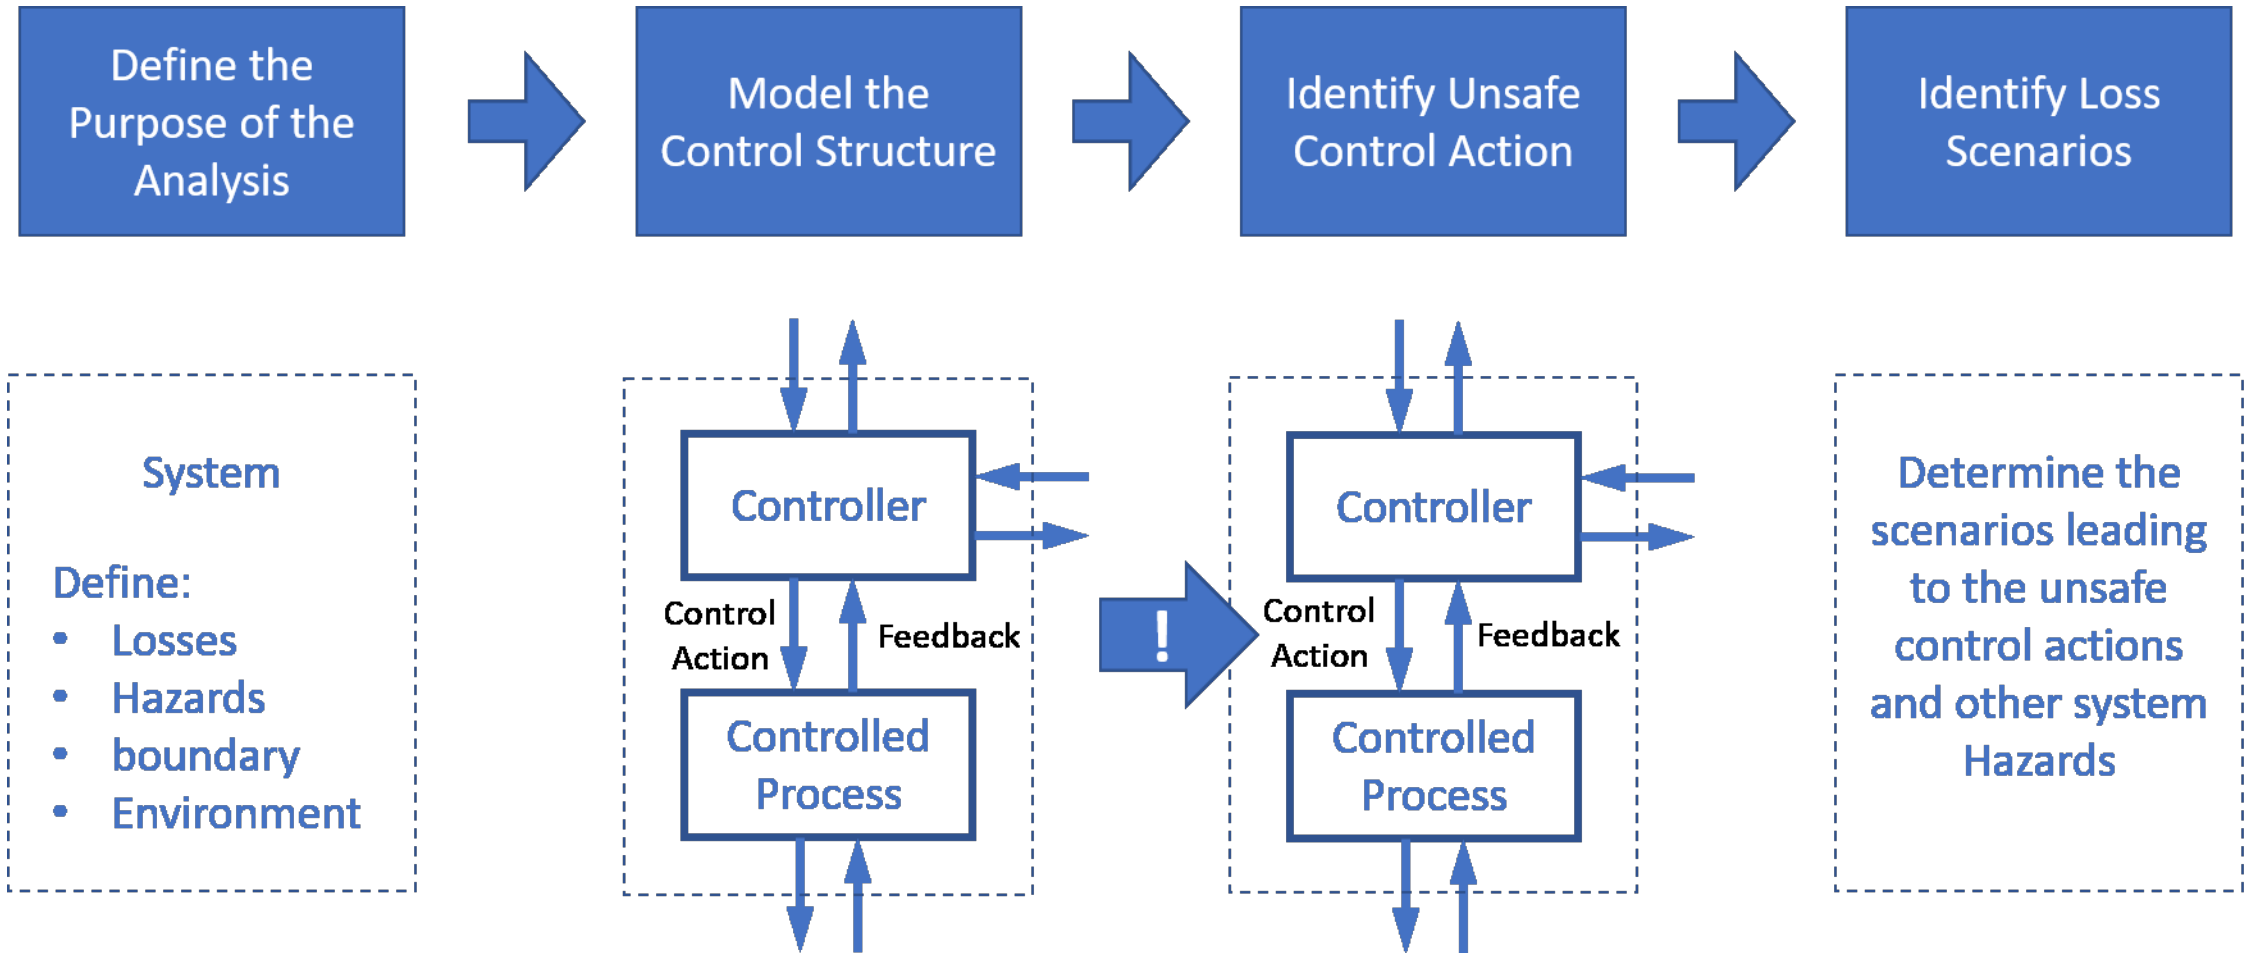 Define the
Purpose of the
Analysis
Model the
Control Structure
Identify Unsafe
Control Action
Identify Loss
Scenarios
System
Define:
• Losses
• Hazards
• boundary
• Environment
Controller
Control
Action
Feedback
Controlled
Process
!
Controller
Control
Action
Feedback
Controlled
Process
Determine the
scenarios leading
to the unsafe
control actions
and other system
Hazards